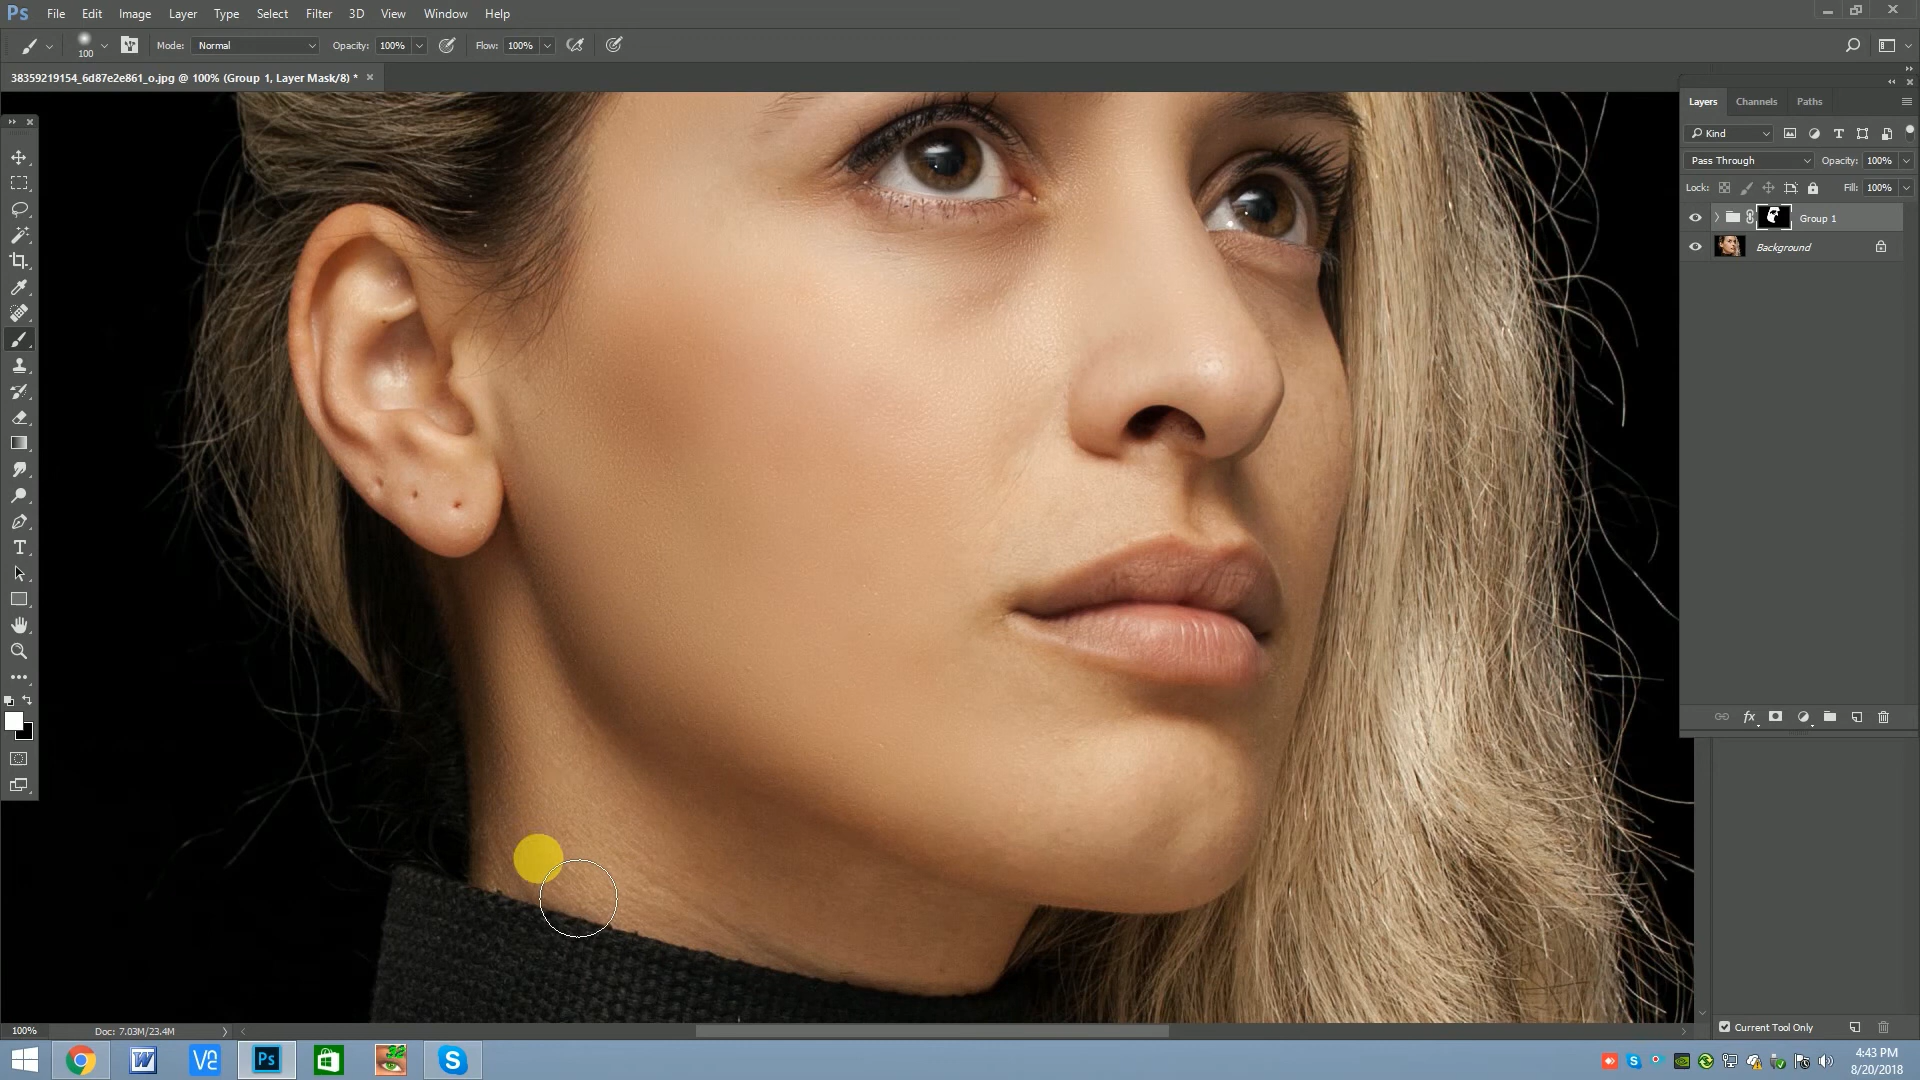 Ps File Edit Image Layer Type Select Filter 3D View Window Help
100 Mode: Normal Opacity: 100% Flow: 100%
38359219154_6d87e2e861_o.jpg @ 100% (Group 1, Layer Mask/8) *
Layers Channels Paths
Kind
Pass Through Opacity: 100%
Lock: Fill: 100%
Group 1
Background
fx
100% Doc: 7.03M/23.4M
Current Tool Only
Ps
4:43 PM
8/20/2018